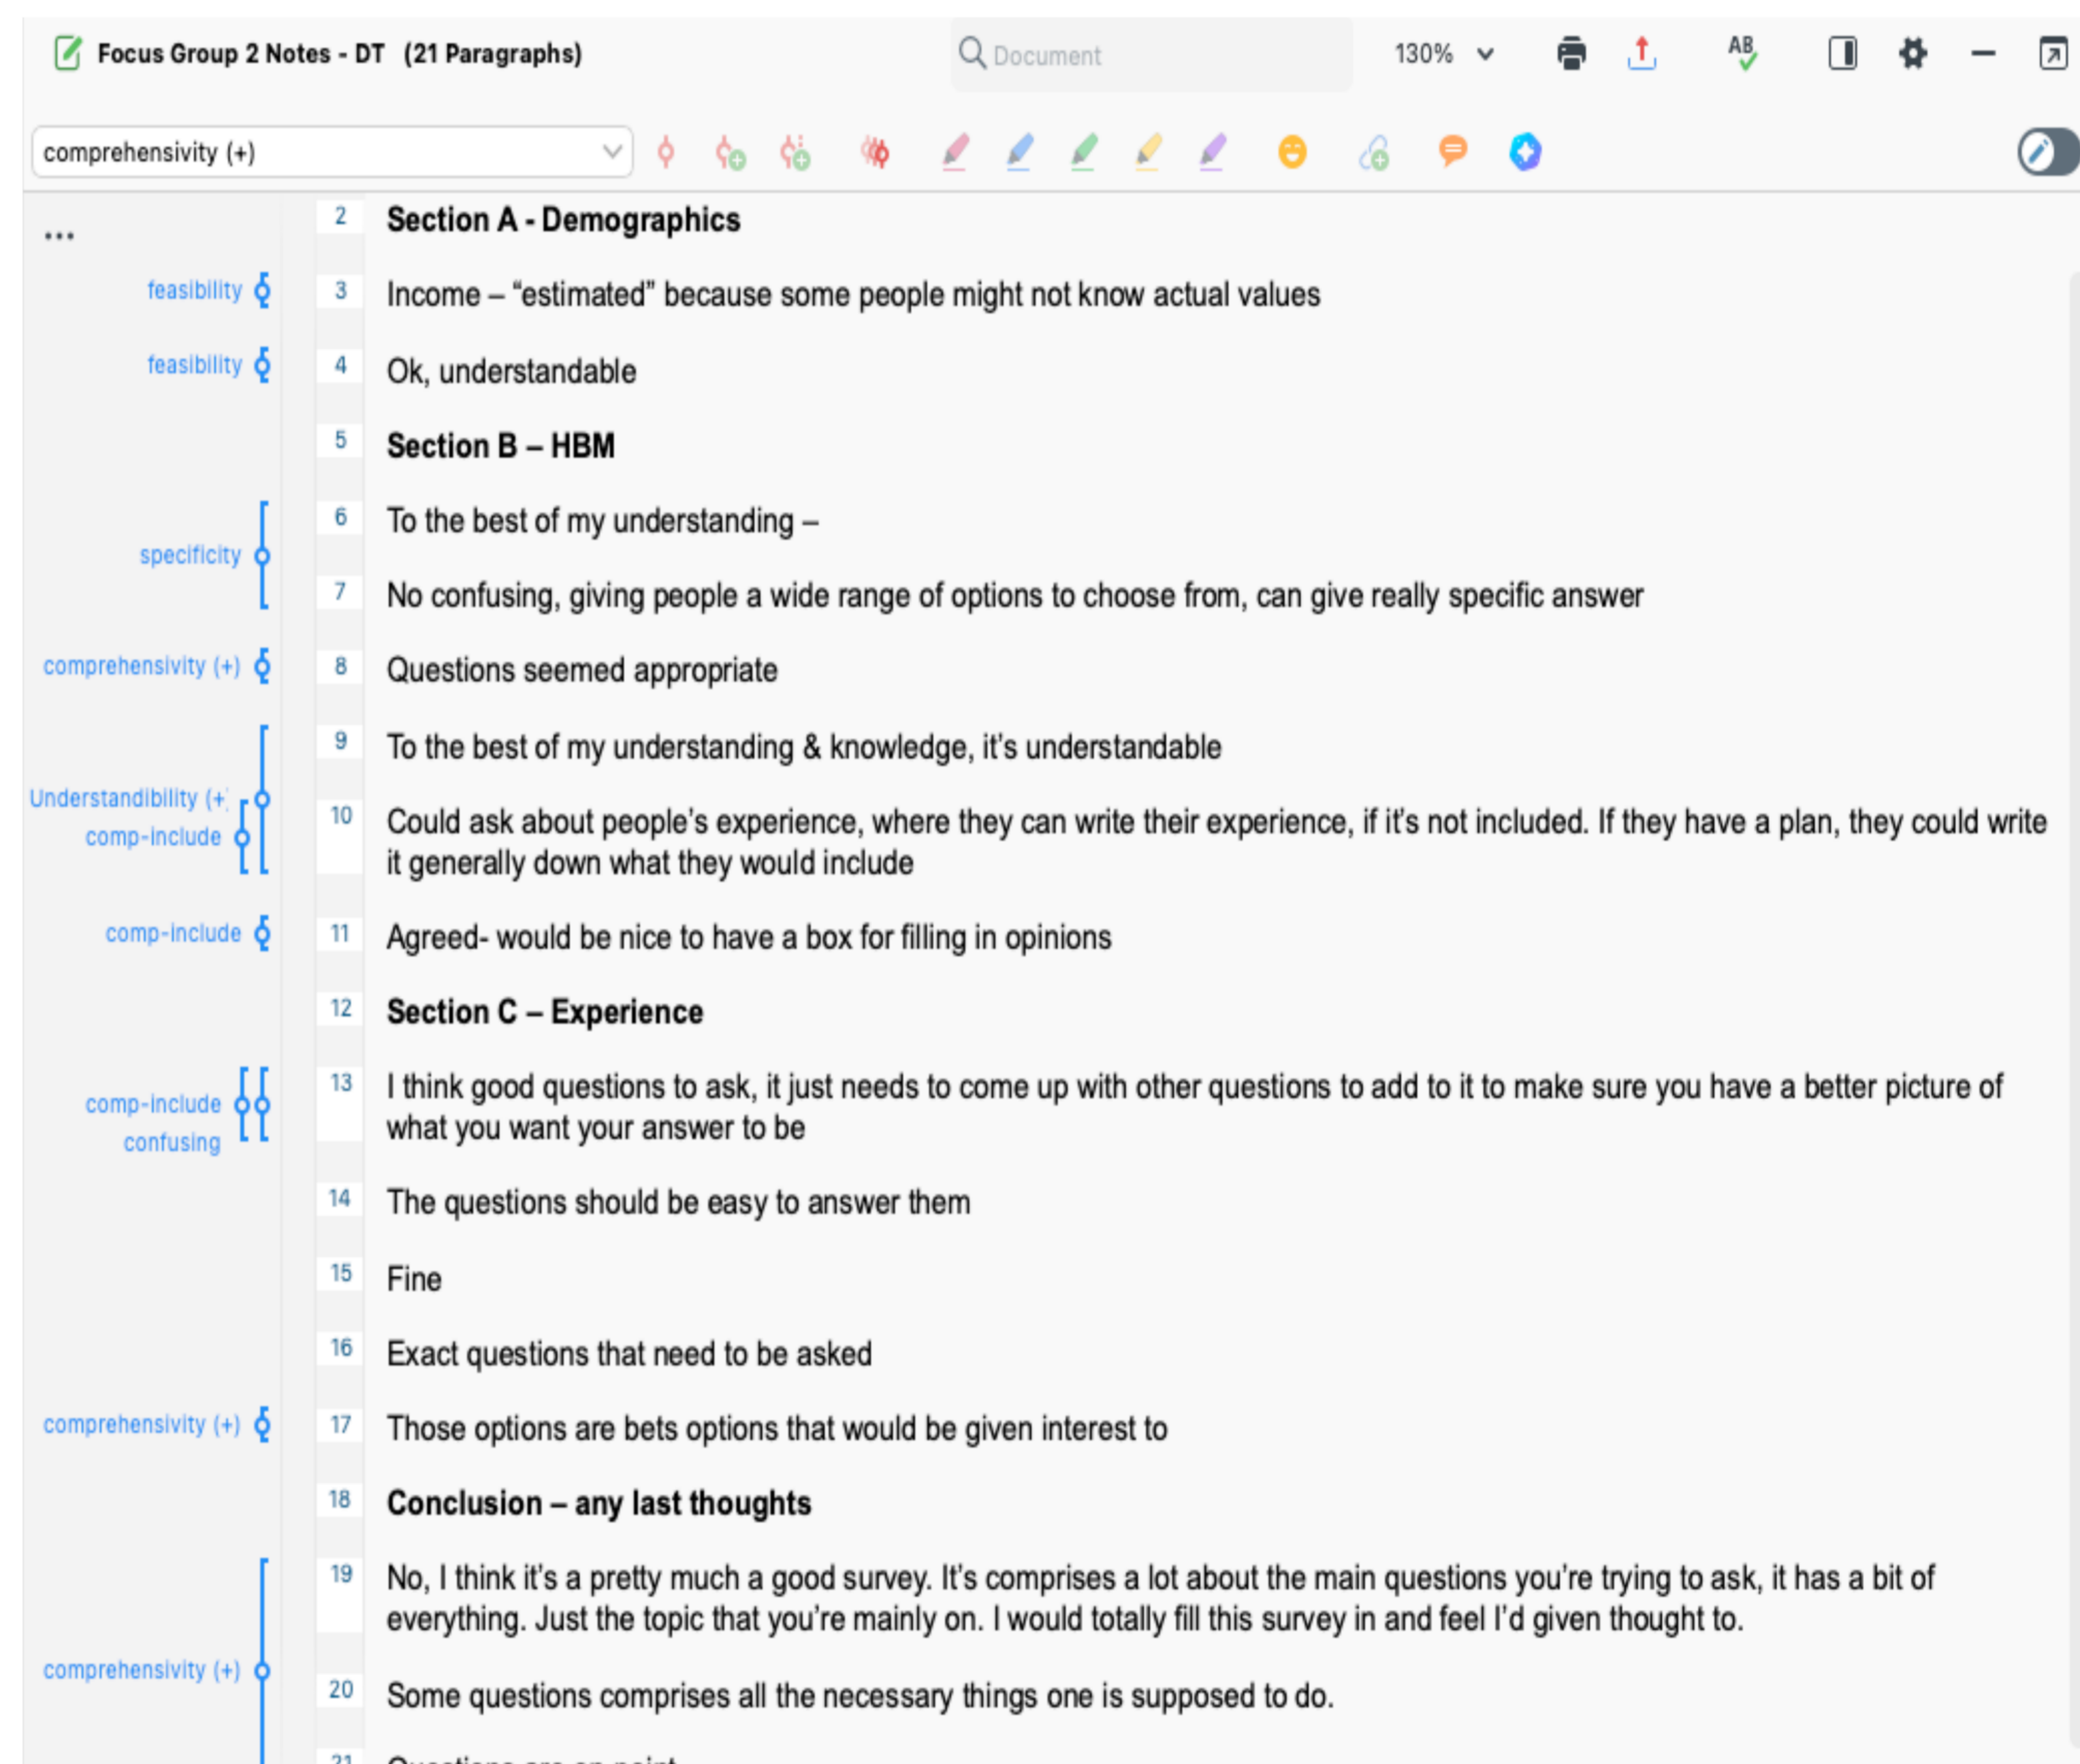 Focus Group 2 Notes - DT (21 Paragraphs)
Document
130%
AB
comprehensivity (+)
...
2 Section A - Demographics
feasibility 3 Income – “estimated” because some people might not know actual values
feasibility 4 Ok, understandable
5 Section B – HBM
6 To the best of my understanding –
specificity
7 No confusing, giving people a wide range of options to choose from, can give really specific answer
comprehensivity (+) 8 Questions seemed appropriate
9 To the best of my understanding & knowledge, it’s understandable
Understandibility (+)
10 Could ask about people’s experience, where they can write their experience, if it’s not included. If they have a plan, they could write
comp-include
it generally down what they would include
comp-include 11 Agreed- would be nice to have a box for filling in opinions
12 Section C – Experience
13 I think good questions to ask, it just needs to come up with other questions to add to it to make sure you have a better picture of
comp-include
what you want your answer to be
confusing
14 The questions should be easy to answer them
15 Fine
16 Exact questions that need to be asked
comprehensivity (+) 17 Those options are bets options that would be given interest to
18 Conclusion – any last thoughts
19 No, I think it’s a pretty much a good survey. It’s comprises a lot about the main questions you’re trying to ask, it has a bit of
everything. Just the topic that you’re mainly on. I would totally fill this survey in and feel I’d given thought to.
comprehensivity (+)
20 Some questions comprises all the necessary things one is supposed to do.
21 Questions are on point